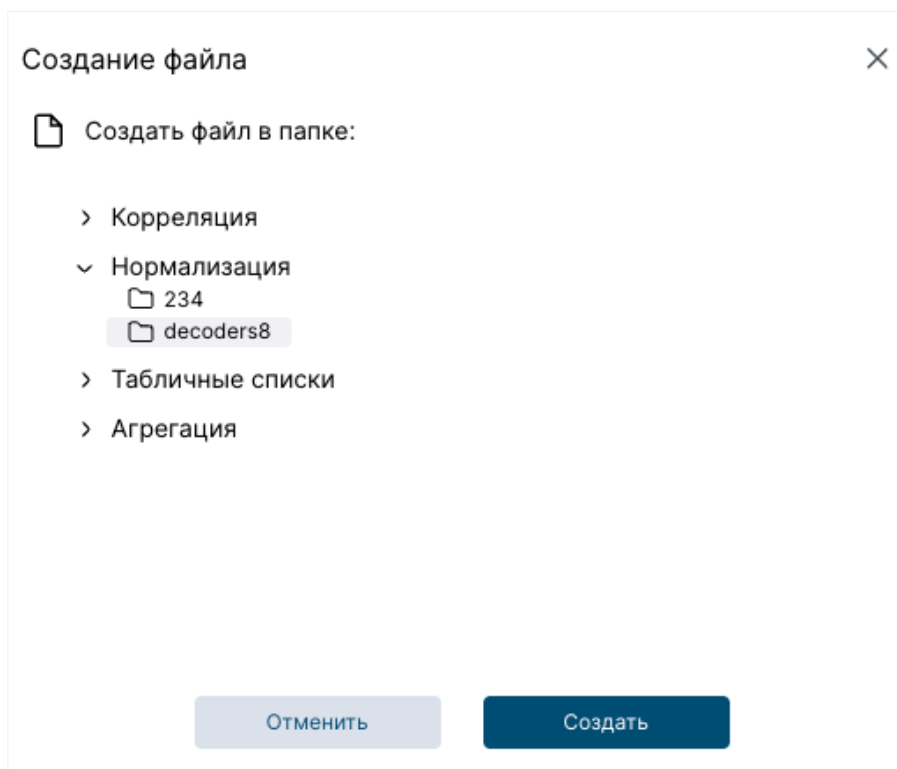 Создание файла
Создать файл в папке:
Корреляция
Нормализация
234
decoders8
Табличные списки
Агрегация
Отменить
Создать